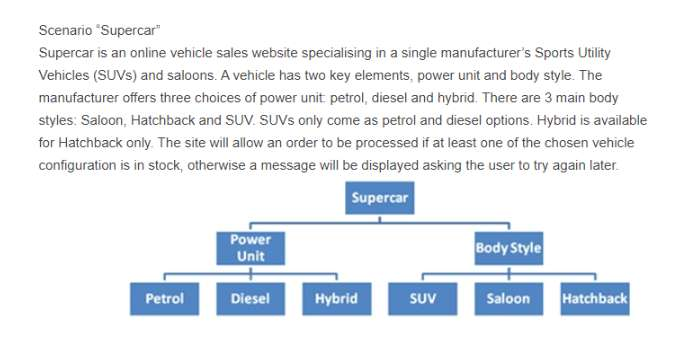 Scenario “Supercar”
Supercar is an online vehicle sales website specialising in a single manufacturer’s Sports Utility
Vehicles (SUVs) and saloons. A vehicle has two key elements, power unit and body style. The
manufacturer offers three choices of power unit: petrol, diesel and hybrid. There are 3 main body
styles: Saloon, Hatchback and SUV. SUVs only come as petrol and diesel options. Hybrid is available
for Hatchback only. The site will allow an order to be processed if at least one of the chosen vehicle
configuration is in stock, otherwise a message will be displayed asking the user to try again later.
Supercar
Power
Unit
Body Style
Petrol
Diesel
Hybrid
SUV
Saloon
Hatchback